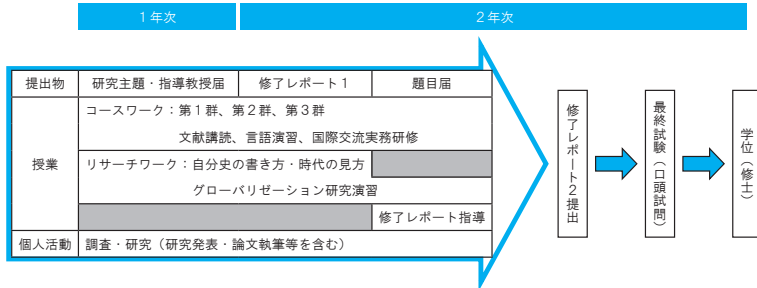 １年次
２年次
提出物
研究主題・指導教授届
修了レポート１
題目届
授業
コースワーク：第１群、第２群、第３群
文献講読、言語演習、国際交流実務研修
リサーチワーク：自分史の書き方・時代の見方
グローバリゼーション研究演習
修了レポート指導
個人活動
調査・研究（研究発表・論文執筆等を含む）
修了レポート２提出
最終試験（口頭試問）
学位（修士）